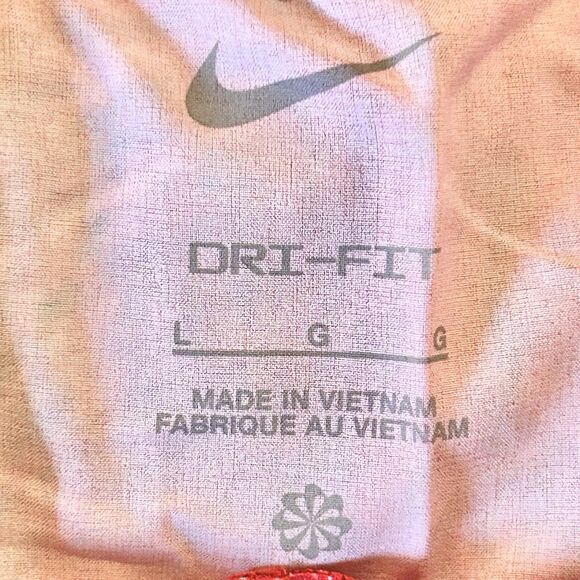 DRI-FIT
L G G
MADE IN VIETNAM
FABRIQUE AU VIETNAM